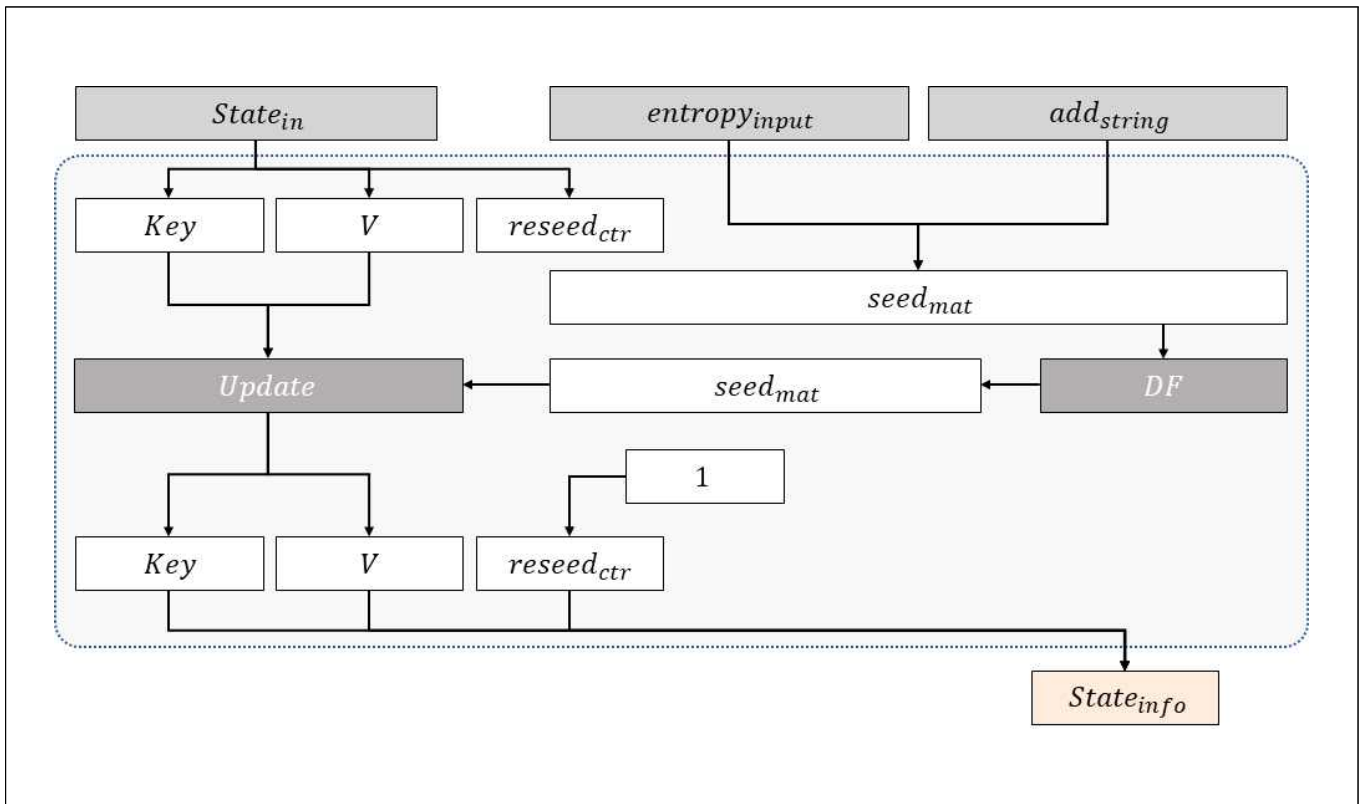 State_in
entropy_input
add_string
Key
V
reseed_ctr
seed_mat
Update
seed_mat
DF
1
Key
V
reseed_ctr
State_info